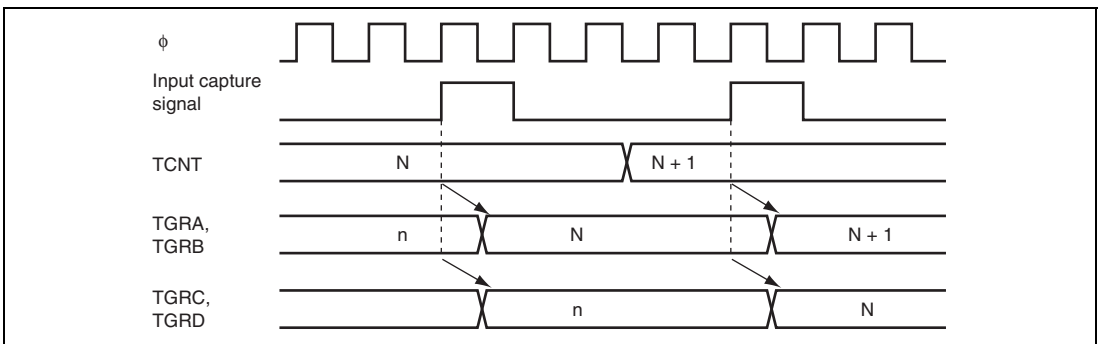 ϕ
Input capture
signal
TCNT
N
N + 1
TGRA,
TGRB
n
N
N + 1
TGRC,
TGRD
n
N